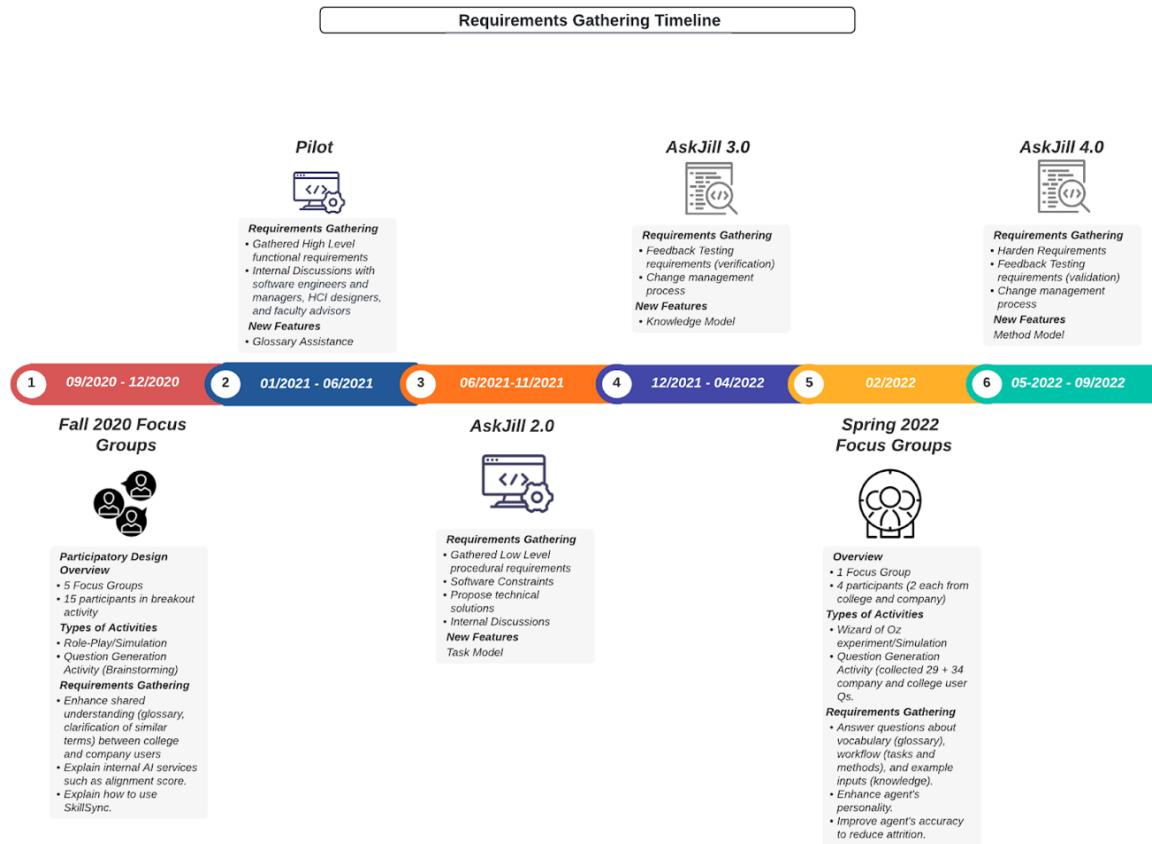 Requirements Gathering Timeline
Pilot
Requirements Gathering
• Gathered High Level
functional requirements
• Internal Discussions with
software engineers and
managers, HCI designers,
and faculty advisors
New Features
• Glossary Assistance
AskJill 3.0
Requirements Gathering
• Feedback Testing
requirements (verification)
• Change management
process
New Features
• Knowledge Model
AskJill 4.0
Requirements Gathering
• Harden Requirements
• Feedback Testing
requirements (validation)
• Change management
process
New Features
Method Model
1 09/2020 - 12/2020
2 01/2021 - 06/2021
3 06/2021-11/2021
4 12/2021 - 04/2022
5 02/2022
6 05-2022 - 09/2022
Fall 2020 Focus
Groups
Participatory Design
Overview
• 5 Focus Groups
• 15 participants in breakout
activity
Types of Activities
• Role-Play/Simulation
• Question Generation
Activity (Brainstorming)
Requirements Gathering
• Enhance shared
understanding (glossary,
clarification of similar
terms) between college
and company users
• Explain internal AI services
such as alignment score.
• Explain how to use
SkillSync.
AskJill 2.0
Requirements Gathering
• Gathered Low Level
procedural requirements
• Software Constraints
• Propose technical
solutions
• Internal Discussions
New Features
Task Model
Spring 2022
Focus Groups
Overview
• 1 Focus Group
• 4 participants (2 each from
college and company)
Types of Activities
• Wizard of Oz
experiment/Simulation
• Question Generation
Activity (collected 29 + 34
company and college user
Qs.
Requirements Gathering
• Answer questions about
vocabulary (glossary),
workflow (tasks and
methods), and example
inputs (knowledge).
• Enhance agent's
personality.
• Improve agent's accuracy
to reduce attrition.